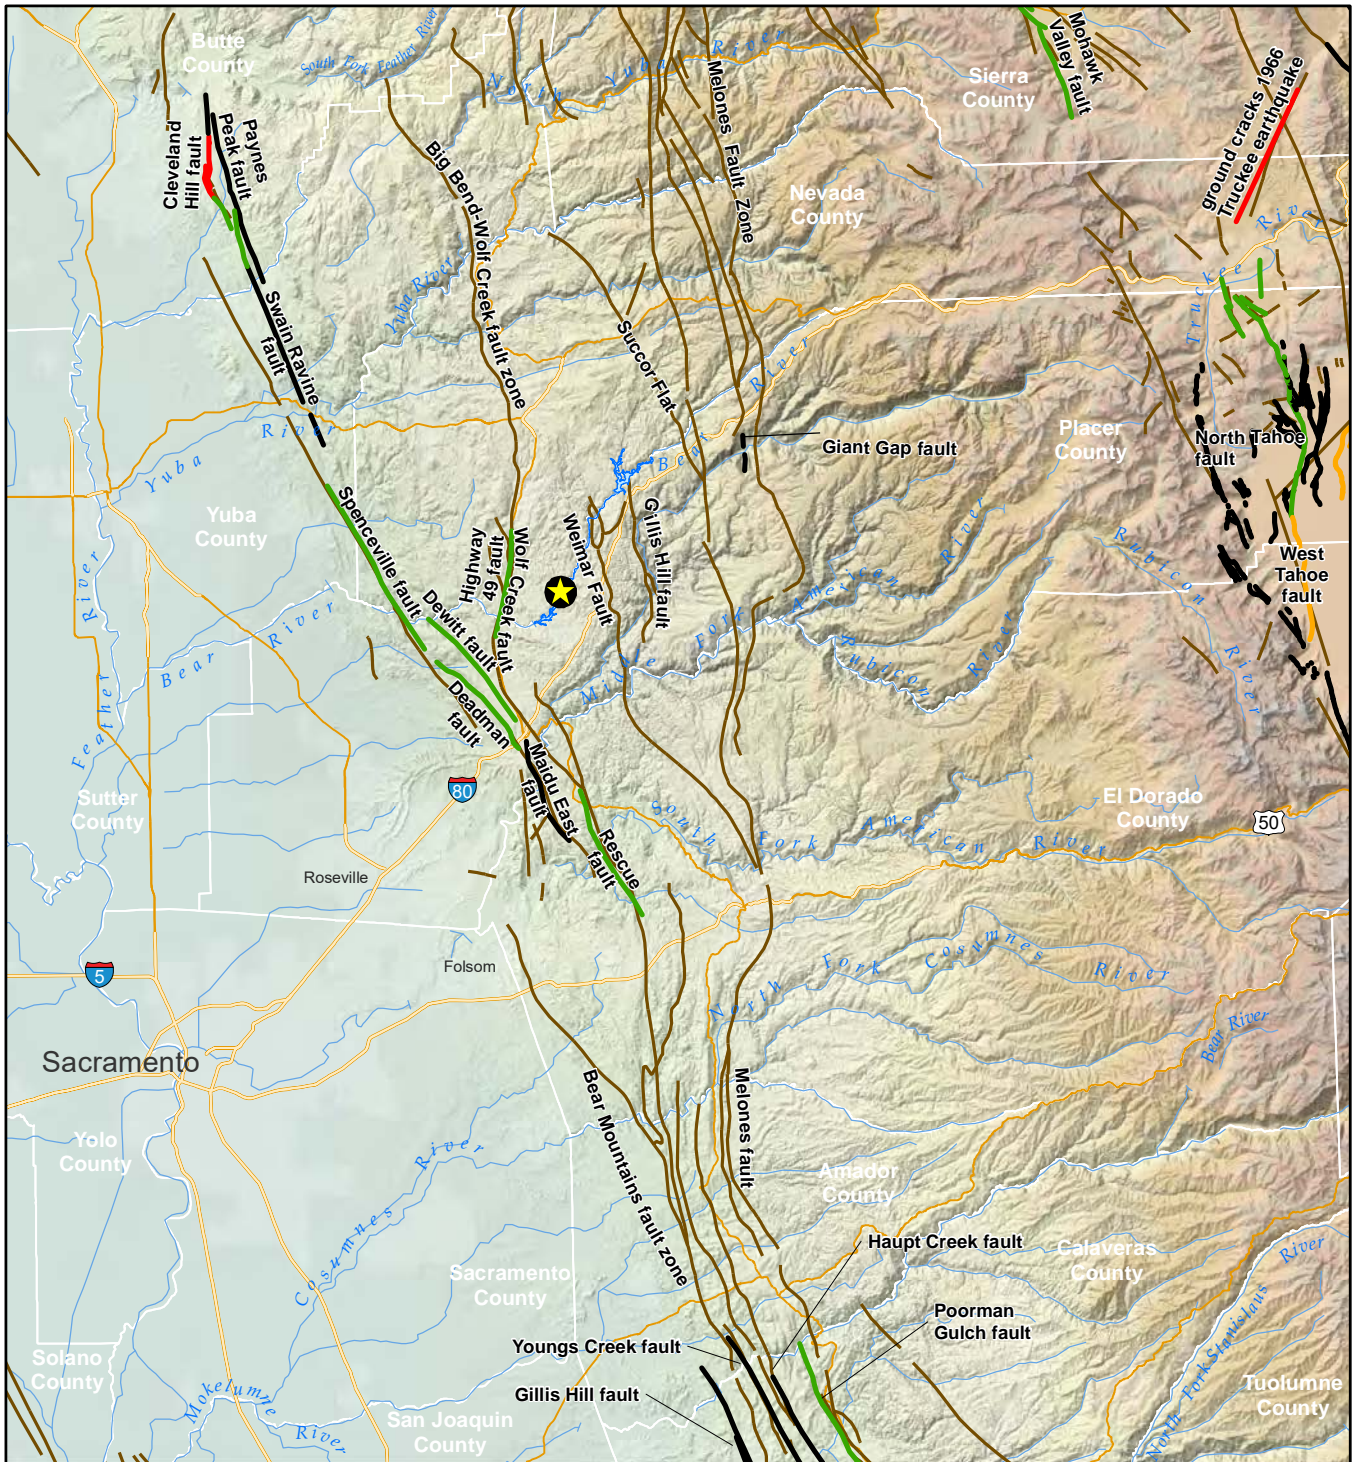 Butte
County
South Fork Feather River
North Yuba River
Sierra
County
Mohawk
Valley fault
ground cracks 1966
Truckee earthquake
Cleveland
Hill fault
Paynes
Peak fault
Big Bend-Wolf Creek fault zone
Melones Fault Zone
Nevada
County
River
Truckee
Yuba River
Swain Ravine
fault
Succor Flat
Bear River
Yuba River
Giant Gap fault
Placer
County
North Tahoe
fault
Yuba
County
Spenceville fault
Highway
49 fault
Wolf Creek fault
Weimar Fault
Gillis Hill fault
Dewitt fault
Middle Fork American River
Rubicon River
Rubicon River
West
Tahoe
fault
Feather River
Bear River
Deadman
fault
Maidu East
fault
Rescue
fault
80
Sutter
County
El Dorado
County
50
South Fork American River
Roseville
Folsom
5
Sacramento
North Fork Cosumnes River
Bear River
Yolo
County
Cosumnes River
Bear Mountains fault zone
Melones fault
Amador
County
Haupt Creek fault
Calaveras
County
Sacramento
County
Poorman
Gulch fault
Youngs Creek fault
Gillis Hill fault
Solano
County
Mokelumne River
San Joaquin
County
North Fork Stanislaus River
Tuolumne
County